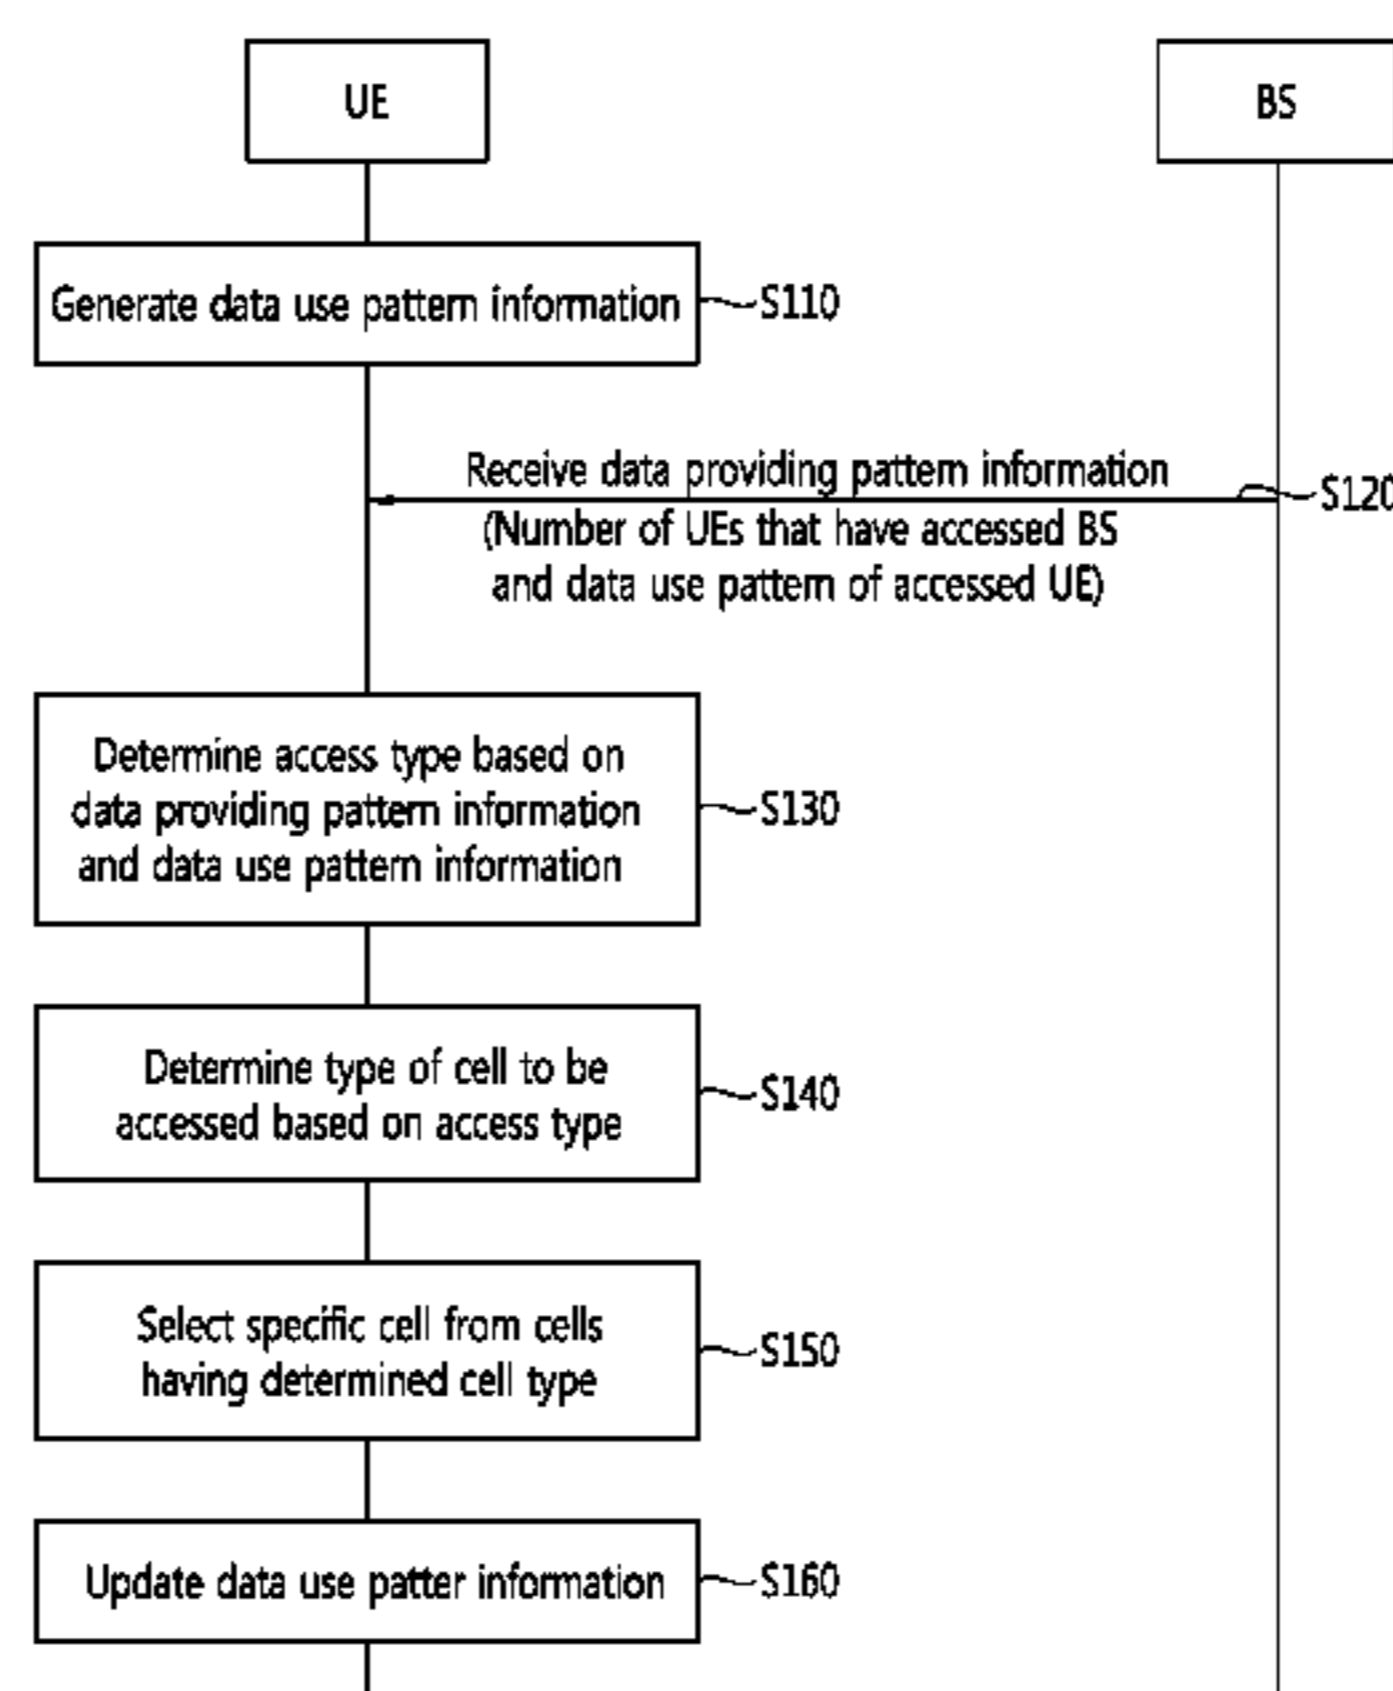 UE
BS
Generate data use pattern information
S110
Receive data providing pattern information
S120
(Number of UEs that have accessed BS
and data use pattern of accessed UE)
Determine access type based on
data providing pattern information
and data use pattern information
S130
Determine type of cell to be
accessed based on access type
S140
Select specific cell from cells
having determined cell type
S150
Update data use patter information
S160